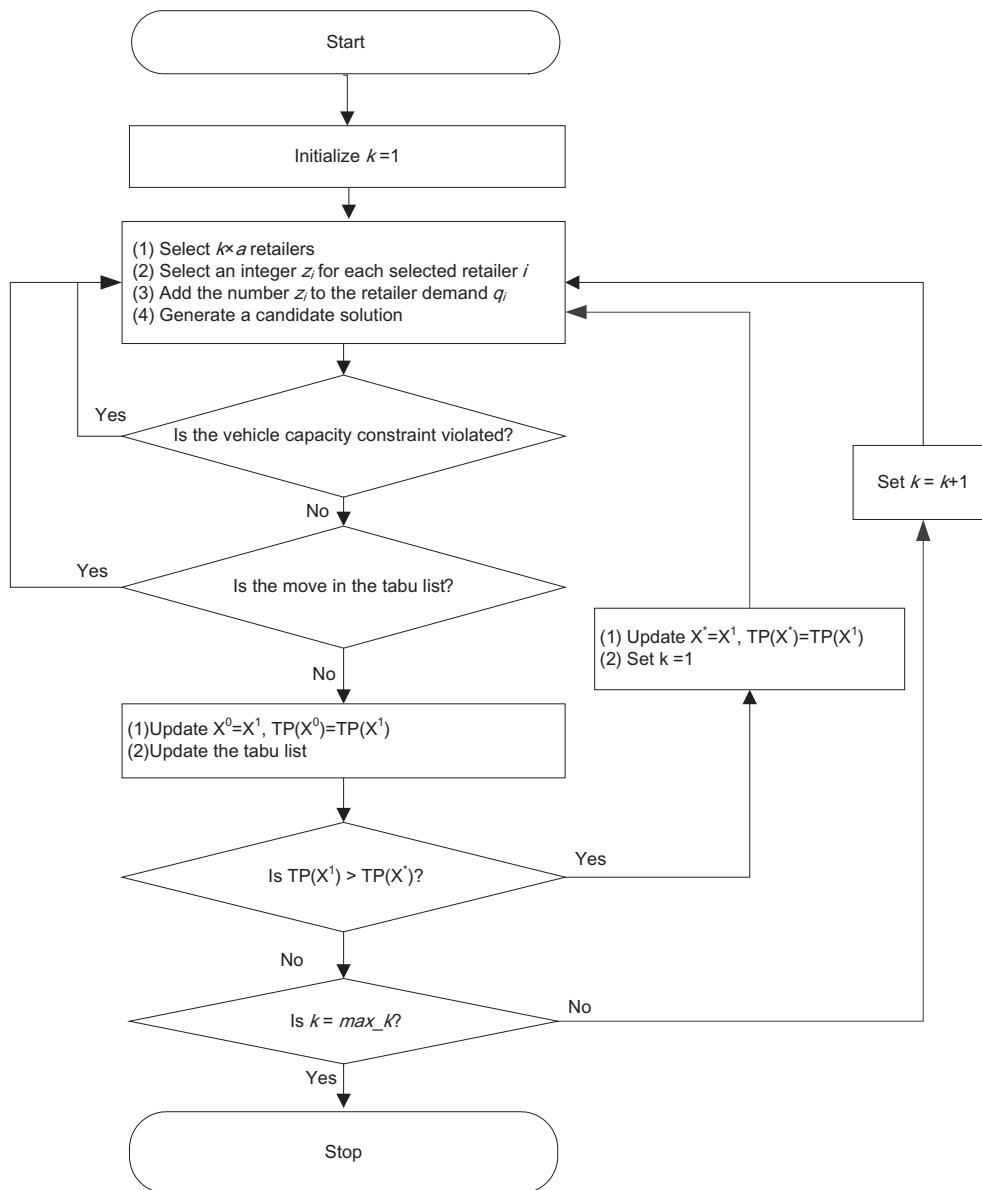 Start
Initialize k =1
(1) Select k×a retailers
(2) Select an integer zᵢ for each selected retailer i
(3) Add the number zᵢ to the retailer demand qᵢ
(4) Generate a candidate solution
Yes
Is the vehicle capacity constraint violated?
Set k = k+1
No
Yes
Is the move in the tabu list?
(1) Update X*=X¹, TP(X*)=TP(X¹)
(2) Set k =1
No
(1)Update X⁰=X¹, TP(X⁰)=TP(X¹)
(2)Update the tabu list
Is TP(X¹) > TP(X*)?
Yes
No
Is k = max_k?
No
Yes
Stop